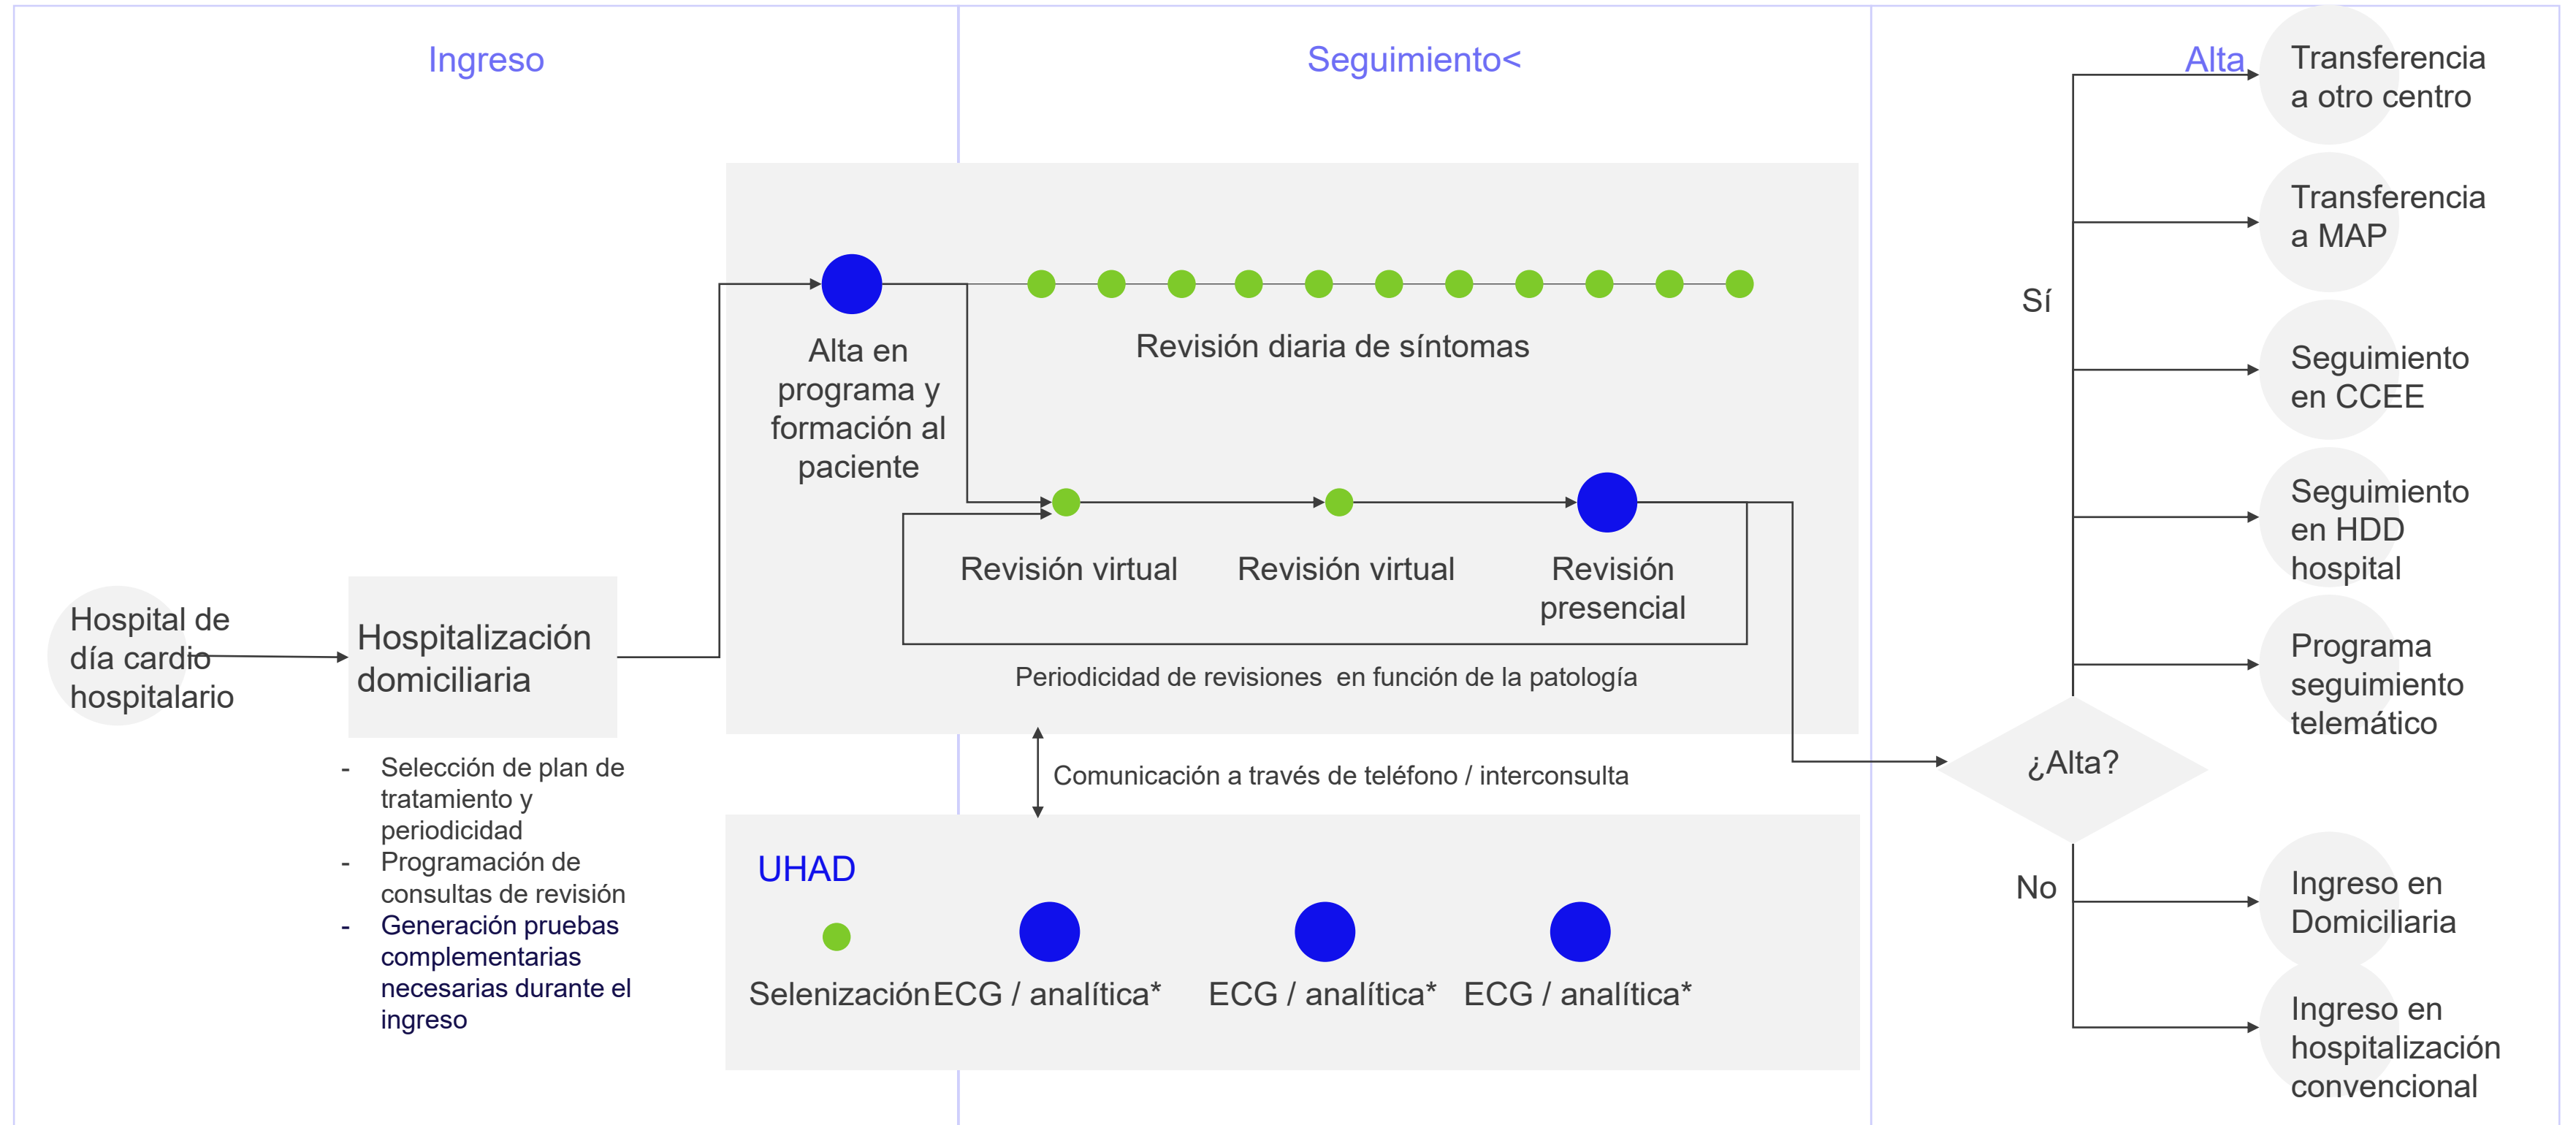 Ingreso
Seguimiento<
Alta
Hospital de
día cardio
hospitalario
Hospitalización
domiciliaria
- Selección de plan de
tratamiento y
periodicidad
- Programación de
consultas de revisión
- Generación pruebas
complementarias
necesarias durante el
ingreso
Alta en
programa y
formación al
paciente
Revisión diaria de síntomas
Revisión virtual
Revisión virtual
Revisión
presencial
Periodicidad de revisiones  en función de la patología
Comunicación a través de teléfono / interconsulta
UHAD
Selenización
ECG / analítica*
ECG / analítica*
ECG / analítica*
¿Alta?
Sí
Transferencia
a otro centro
Transferencia
a MAP
Seguimiento
en CCEE
Seguimiento
en HDD
hospital
Programa
seguimiento
telemático
No
Ingreso en
Domiciliaria
Ingreso en
hospitalización
convencional